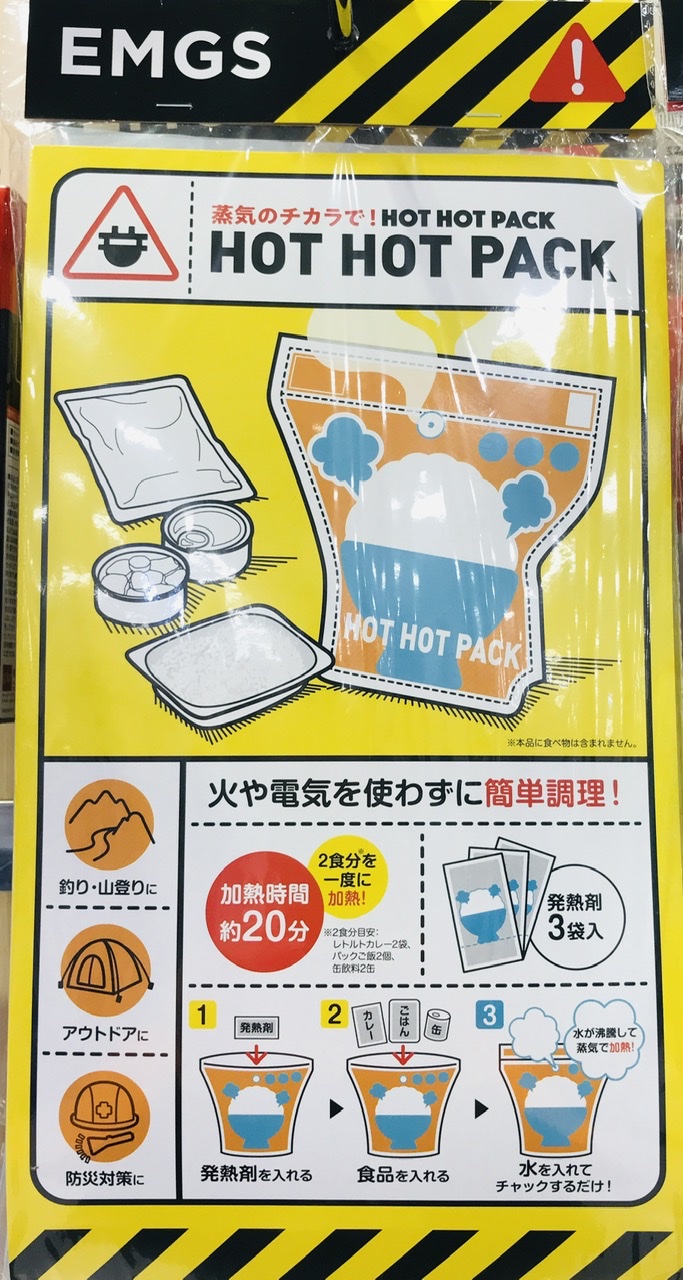 EMGS
!
蒸気のチカラで!HOT HOT PACK
HOT HOT PACK
HOT HOT PACK
※本品に食べ物は含まれません。
火や電気を使わずに簡単調理!
釣り・山登りに
アウトドアに
防災対策に
加熱時間
約20分
2食分を※
一度に
加熱!
※2食分目安:
レトルトカレー2袋、
パックご飯2個、
缶飲料2缶
発熱剤
3袋入
1
発熱剤
発熱剤を入れる
2
カレー
ごはん
缶
食品を入れる
3
水が沸騰して
蒸気で加熱!
水を入れて
チャックするだけ!